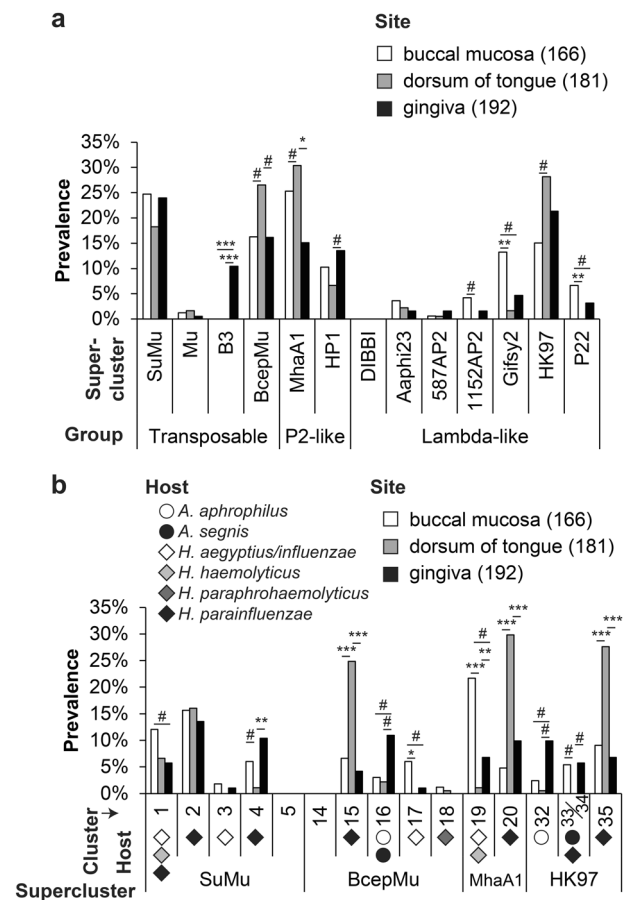 a
Site
buccal mucosa (166)
dorsum of tongue (181)
gingiva (192)
Prevalence
35%
30%
25%
20%
15%
10%
5%
0%
***
***
#
#
#
*
#
#
**
#
#
**
#
Super-
cluster
SuMu
Mu
B3
BcepMu
MhaA1
HP1
DIBBI
Aaphi23
587AP2
1152AP2
Gifsy2
HK97
P22
Group
Transposable
P2-like
Lambda-like
b
Host
A. aphrophilus
A. segnis
H. aegyptius/influenzae
H. haemolyticus
H. paraphrohaemolyticus
H. parainfluenzae
Site
buccal mucosa (166)
dorsum of tongue (181)
gingiva (192)
Prevalence
35%
30%
25%
20%
15%
10%
5%
0%
#
#
**
***
***
#
#
#
*
#
**
***
***
***
#
#
#
#
***
***
Cluster →
1
2
3
4
5
14
15
16
17
18
19
20
32
33/34
35
Host
Supercluster
SuMu
BcepMu
MhaA1
HK97